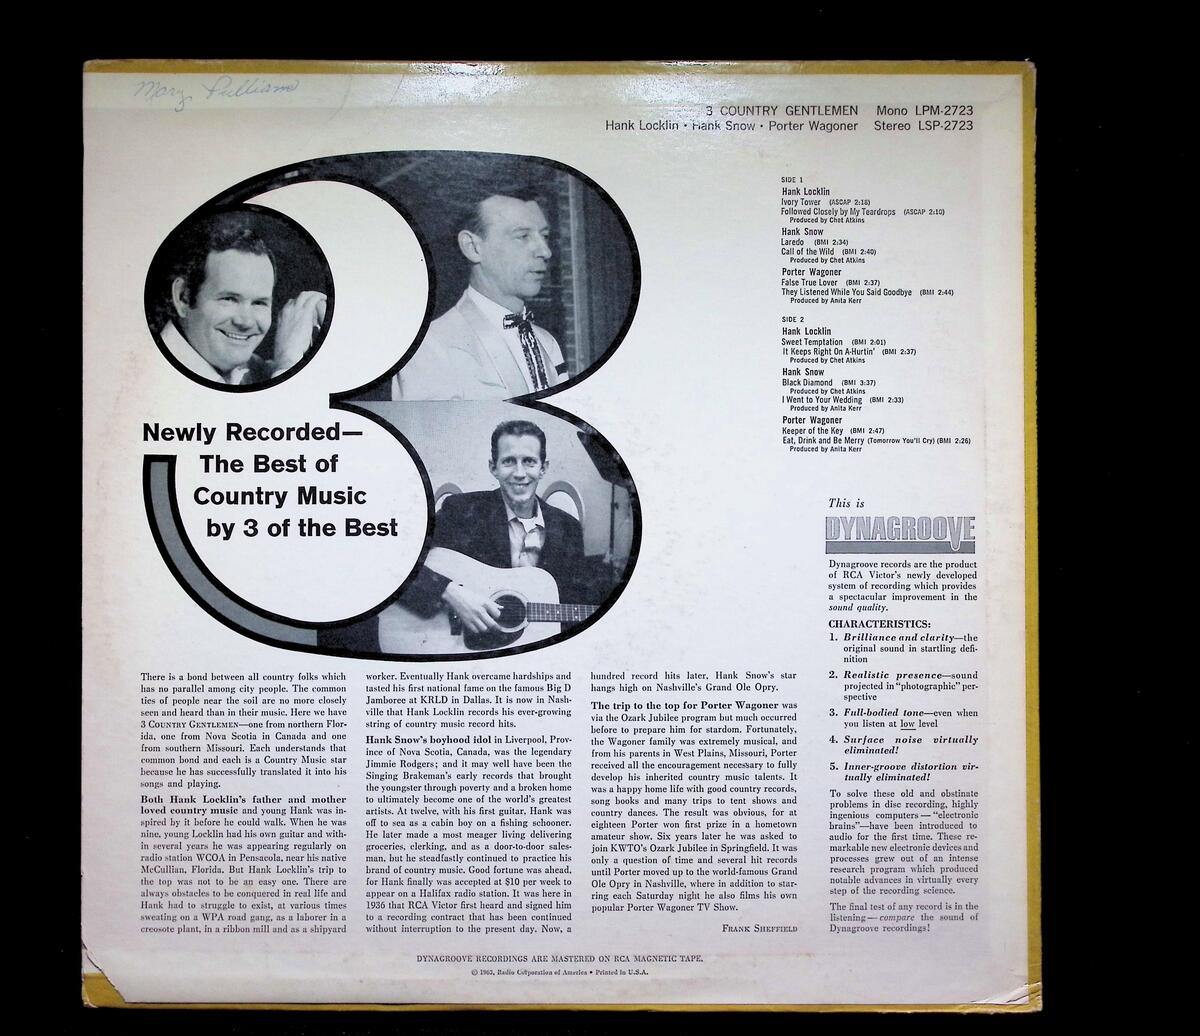 Mary Pulliam
3 COUNTRY GENTLEMEN Mono LPM-2723
Hank Locklin • Hank Snow • Porter Wagoner Stereo LSP-2723
SIDE 1
Hank Locklin
Ivory Tower (ASCAP 2:18)
Followed Closely by My Teardrops (ASCAP 2:10)
Produced by Chet Atkins
Hank Snow
Laredo (BMI 2:34)
Call of the Wild (BMI 2:40)
Produced by Chet Atkins
Porter Wagoner
False True Lover (BMI 2:37)
They Listened While You Said Goodbye (BMI 2:44)
Produced by Anita Kerr
SIDE 2
Hank Locklin
Sweet Temptation (BMI 2:01)
It Keeps Right On A-Hurtin' (BMI 2:37)
Produced by Chet Atkins
Hank Snow
Black Diamond (BMI 3:37)
Produced by Chet Atkins
I Went to Your Wedding (BMI 2:33)
Produced by Anita Kerr
Porter Wagoner
Keeper of the Key (BMI 2:47)
Eat, Drink and Be Merry (Tomorrow You'll Cry) (BMI 2:26)
Produced by Anita Kerr
3
Newly Recorded—
The Best of
Country Music
by 3 of the Best
There is a bond between all country folks which
has no parallel among city people. The common
ties of people near the soil are no more closely
seen and heard than in their music. Here we have
3 COUNTRY GENTLEMEN—one from northern Flor-
ida, one from Nova Scotia in Canada and one
from southern Missouri. Each understands that
common bond and each is a Country Music star
because he has successfully translated it into his
songs and playing.
Both Hank Locklin's father and mother
loved country music and young Hank was in-
spired by it before he could walk. When he was
nine, young Locklin had his own guitar and with-
in several years he was appearing regularly on
radio station WCOA in Pensacola, near his native
McCullian, Florida. But Hank Locklin's trip to
the top was not to be an easy one. There are
always obstacles to be conquered in real life and
Hank had to struggle to exist, at various times
sweating on a WPA road gang, as a laborer in a
creosote plant, in a ribbon mill and as a shipyard
worker. Eventually Hank overcame hardships and
tasted his first national fame on the famous Big D
Jamboree at KRLD in Dallas. It is now in Nash-
ville that Hank Locklin records his ever-growing
string of country music record hits.
Hank Snow's boyhood idol in Liverpool, Prov-
ince of Nova Scotia, Canada, was the legendary
Jimmie Rodgers; and it may well have been the
Singing Brakeman's early records that brought
the youngster through poverty and a broken home
to ultimately become one of the world's greatest
artists. At twelve, with his first guitar, Hank was
off to sea as a cabin boy on a fishing schooner.
He later made a most meager living delivering
groceries, clerking, and as a door-to-door sales-
man, but he steadfastly continued to practice his
brand of country music. Good fortune was ahead,
for Hank finally was accepted at $10 per week to
appear on a Halifax radio station. It was here in
1936 that RCA Victor first heard and signed him
to a recording contract that has been continued
without interruption to the present day. Now, a
hundred record hits later, Hank Snow's star
hangs high on Nashville's Grand Ole Opry.
The trip to the top for Porter Wagoner was
via the Ozark Jubilee program but much occurred
before to prepare him for stardom. Fortunately,
the Wagoner family was extremely musical, and
from his parents in West Plains, Missouri, Porter
received all the encouragement necessary to fully
develop his inherited country music talents. It
was a happy home life with good country records,
song books and many trips to tent shows and
country dances. The result was obvious, for at
eighteen Porter won first prize in a hometown
amateur show. Six years later he was asked to
join KWTO's Ozark Jubilee in Springfield. It was
only a question of time and several hit records
until Porter moved up to the world-famous Grand
Ole Opry in Nashville, where in addition to star-
ring each Saturday night he also films his own
popular Porter Wagoner TV Show.
FRANK SHEFFIELD
This is
DYNAGROOVE
Dynagroove records are the product
of RCA Victor's newly developed
system of recording which provides
a spectacular improvement in the
sound quality.
CHARACTERISTICS:
1. Brilliance and clarity—the
original sound in startling defi-
nition
2. Realistic presence—sound
projected in "photographic" per-
spective
3. Full-bodied tone—even when
you listen at low level
4. Surface noise virtually
eliminated!
5. Inner-groove distortion vir-
tually eliminated!
To solve these old and obstinate
problems in disc recording, highly
ingenious computers—"electronic
brains"—have been introduced to
audio for the first time. These re-
markable new electronic devices and
processes grew out of an intense
research program which produced
notable advances in virtually every
step of the recording science.
The final test of any record is in the
listening—compare the sound of
Dynagroove recordings!
DYNAGROOVE RECORDINGS ARE MASTERED ON RCA MAGNETIC TAPE.
© 1963, Radio Corporation of America • Printed in U.S.A.